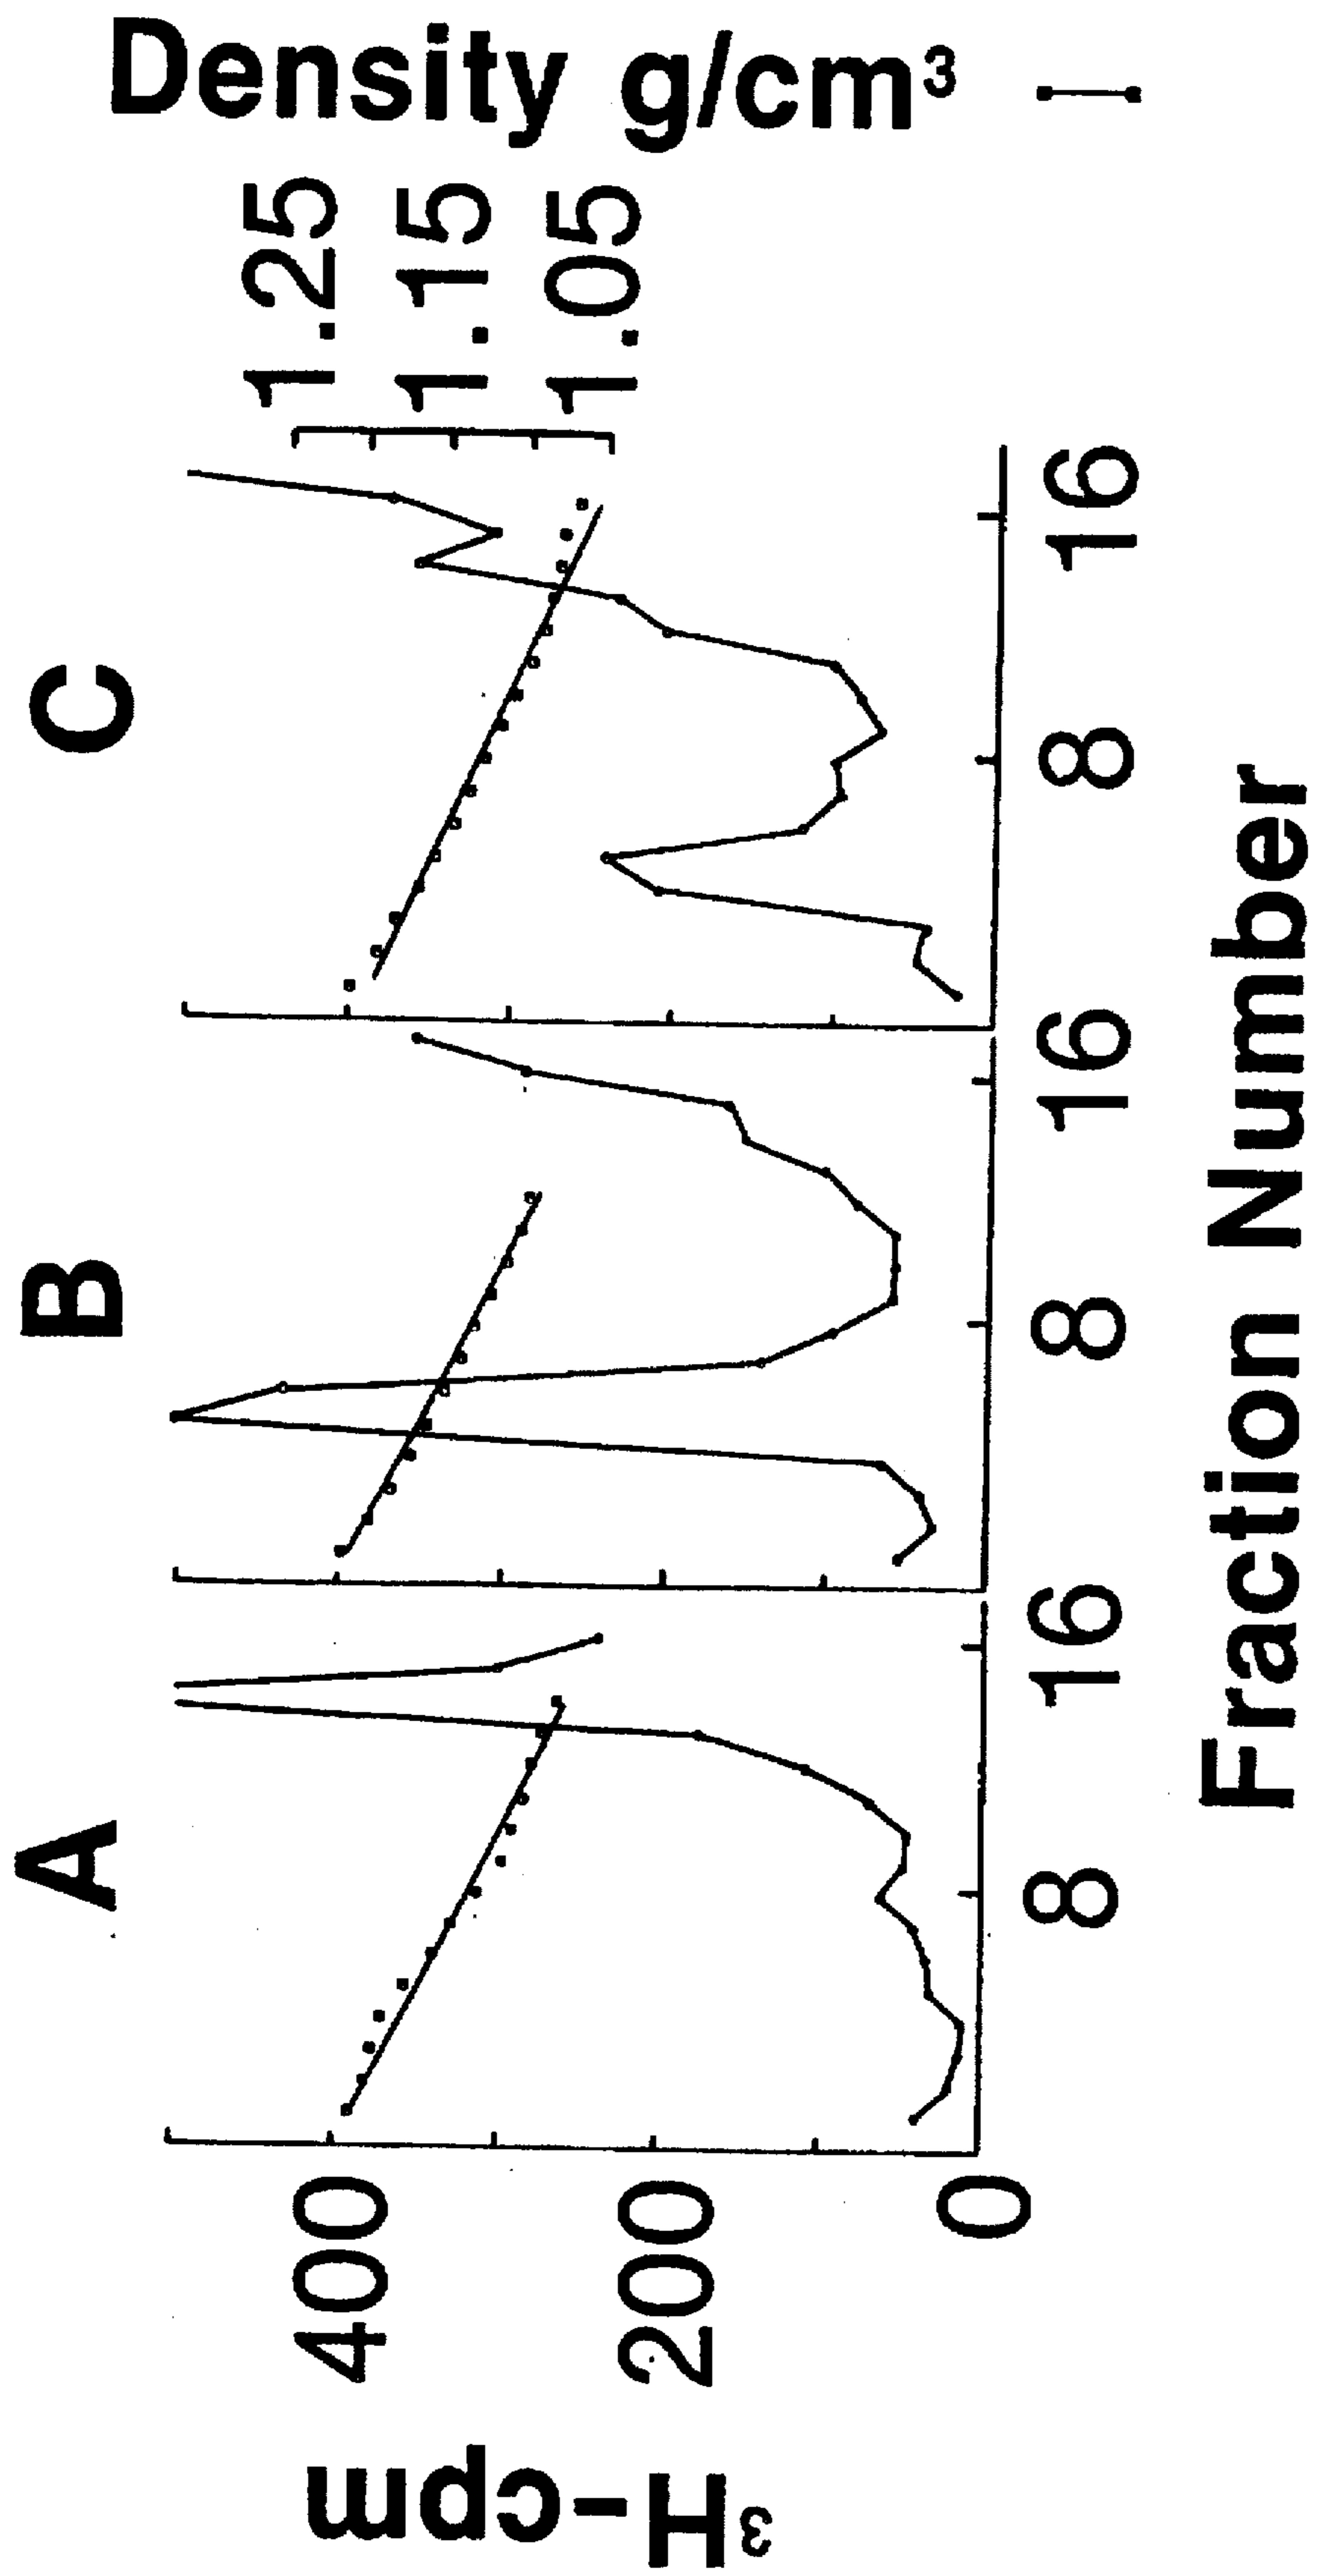 A
B
C
³H-cpm
400
200
0
8
16
8
16
8
16
Fraction Number
1.25
1.15
1.05
Density g/cm³